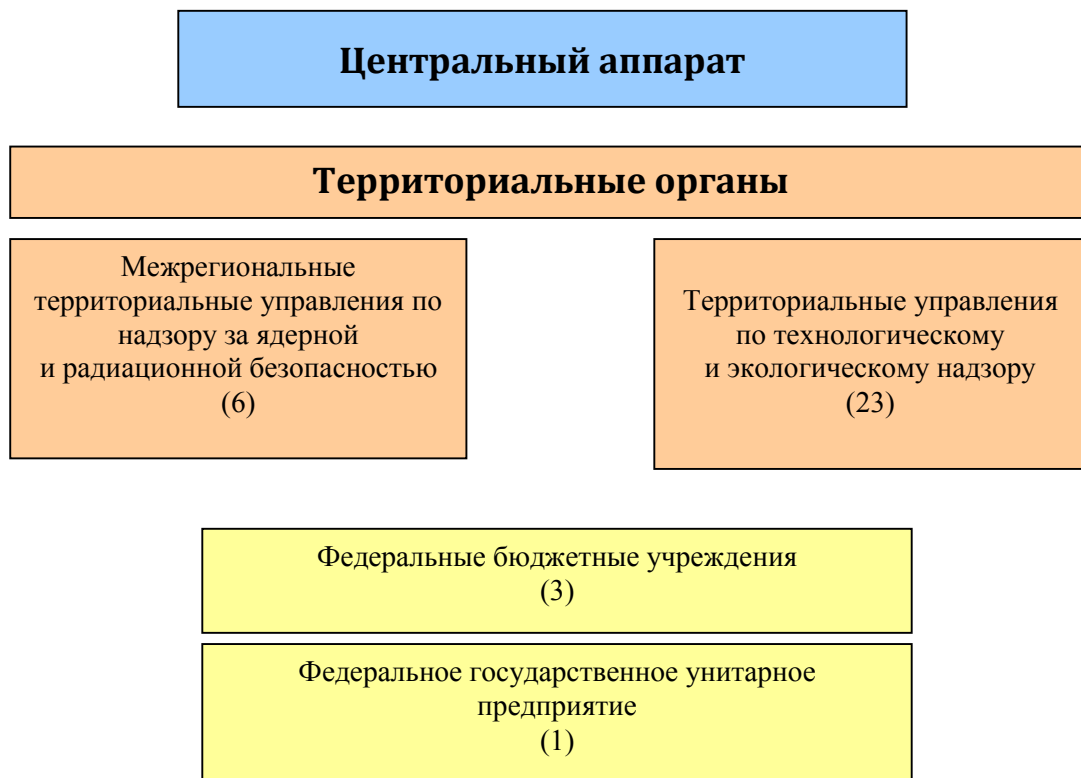 Центральный аппарат
Территориальные органы
Межрегиональные
территориальные управления по
надзору за ядерной
и радиационной безопасностью
(6)
Территориальные управления
по технологическому
и экологическому надзору
(23)
Федеральные бюджетные учреждения
(3)
Федеральное государственное унитарное
предприятие
(1)